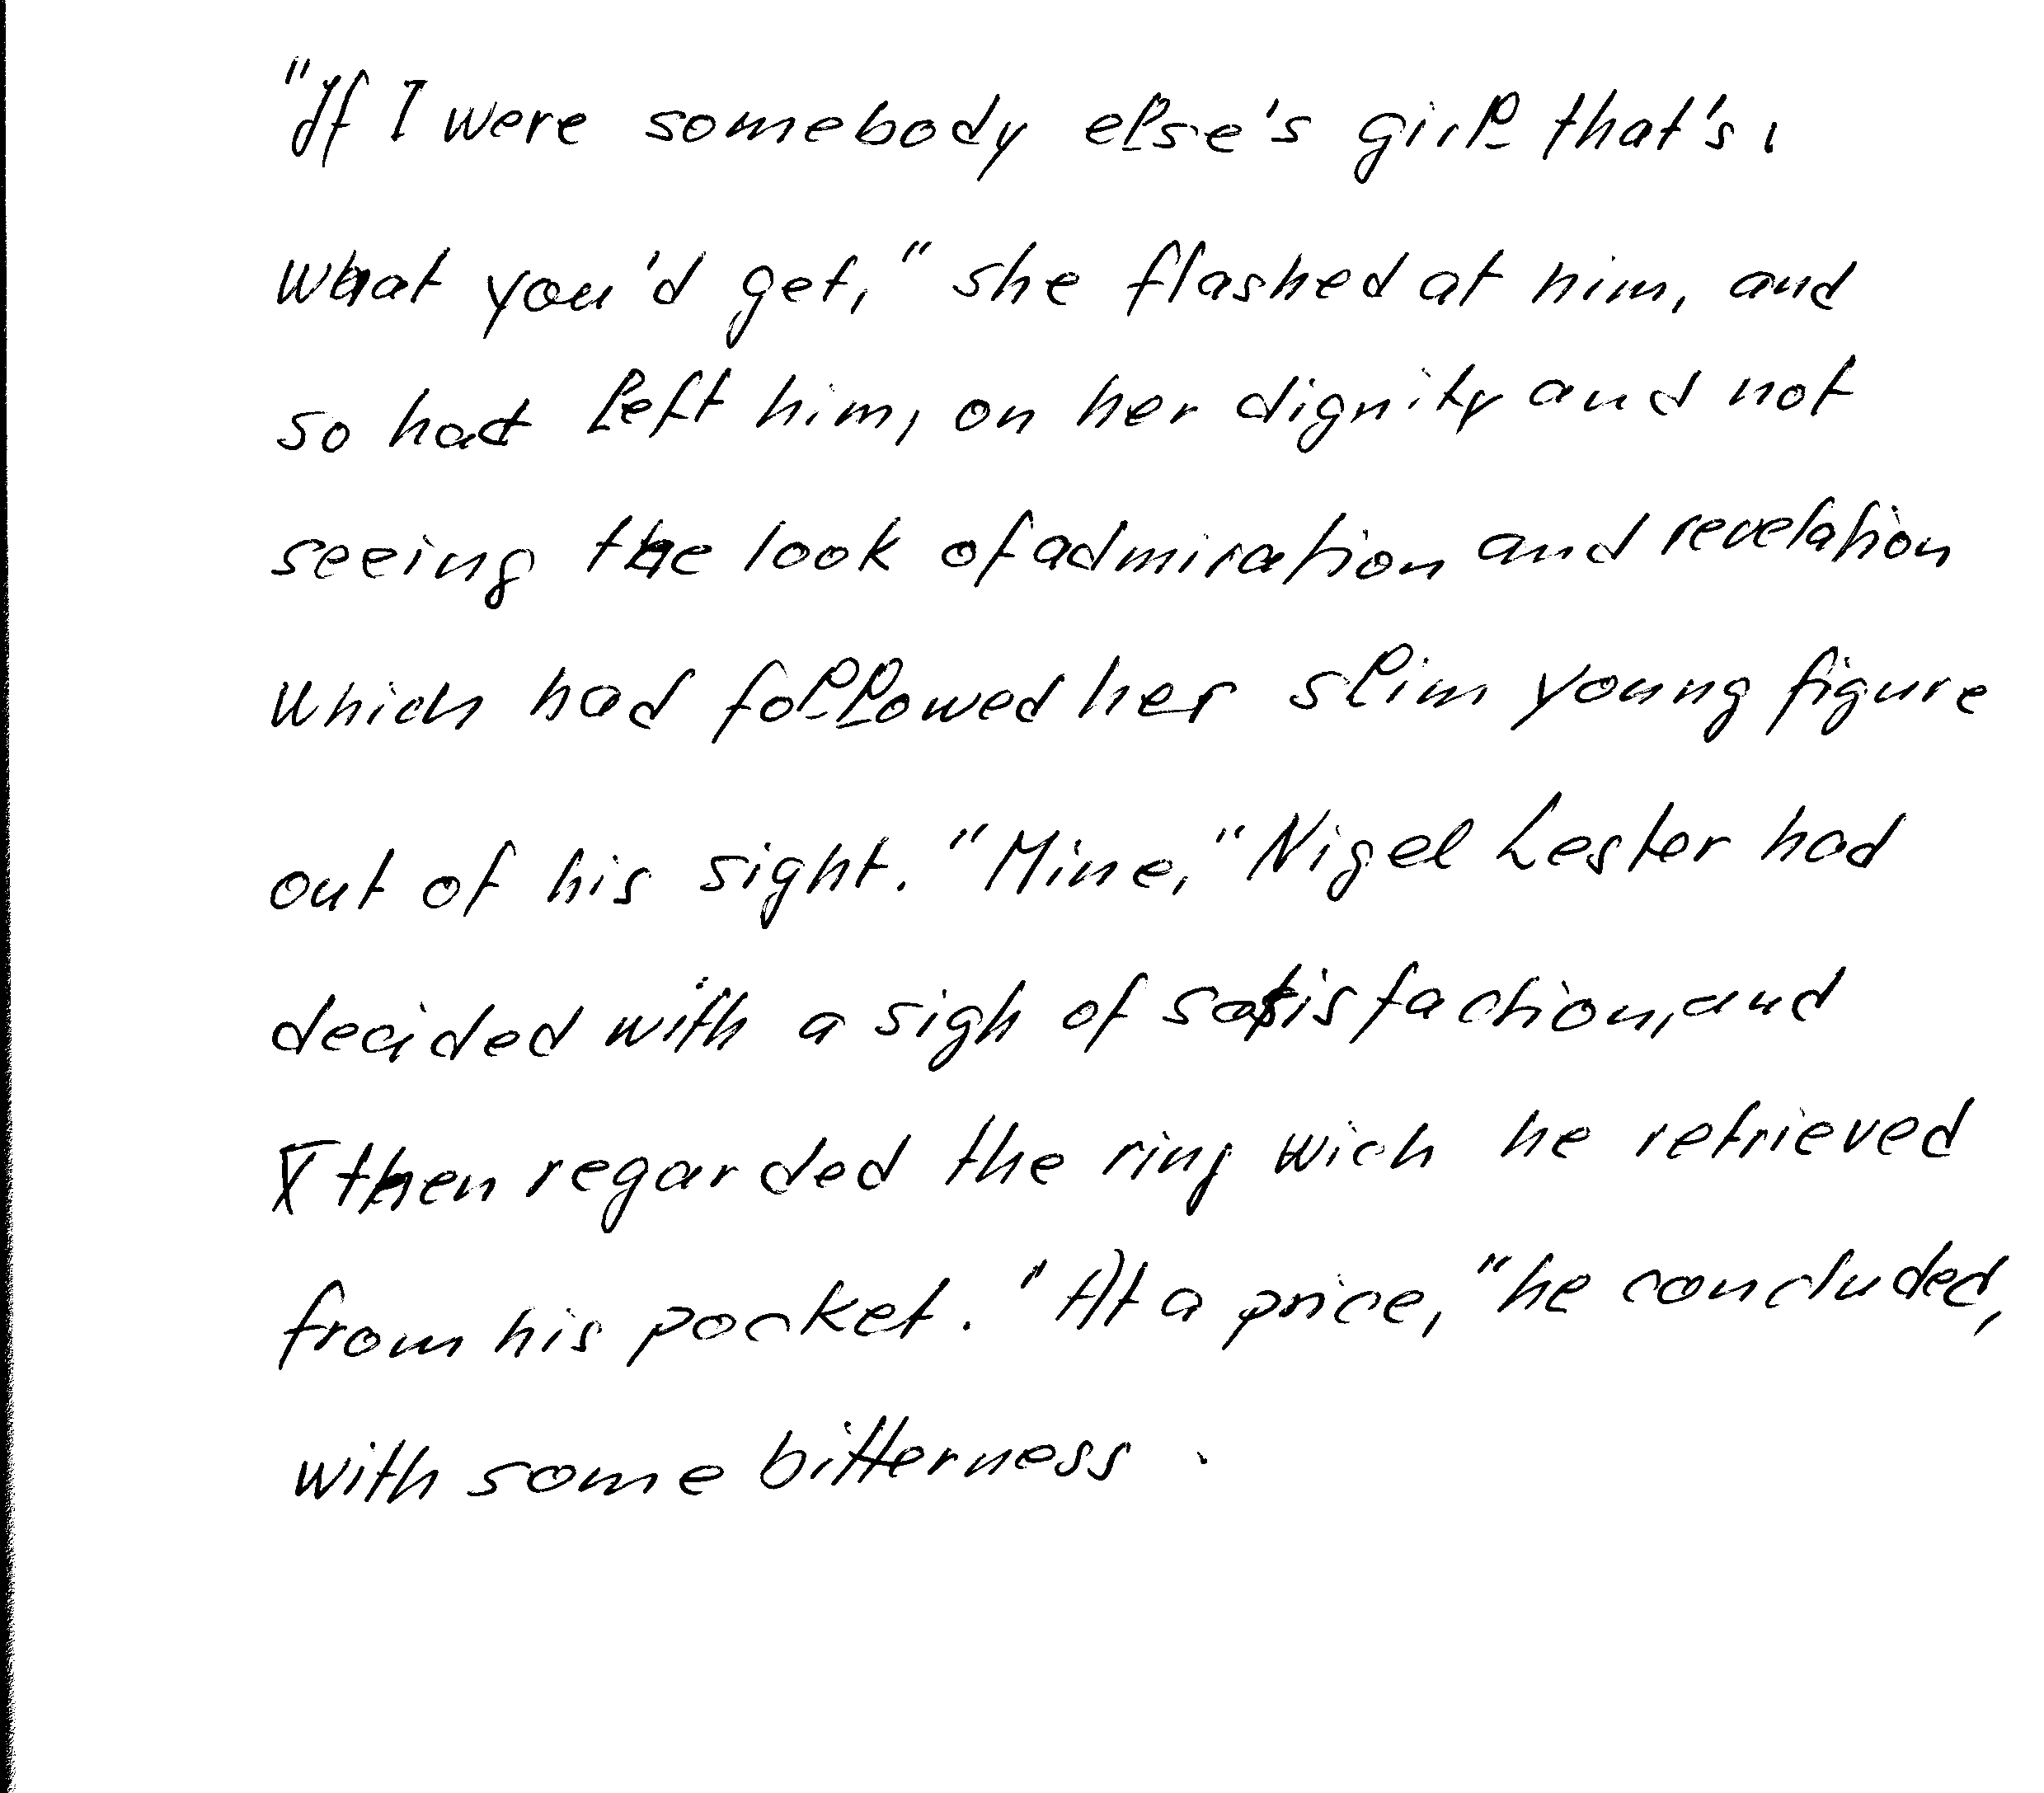 "If I were somebody else's girl that's
what you'd get," she flashed at him, and
so had left him, on her dignity and not
seeing the look of admiration and revelation
which had followed her slim young figure
out of his sight. "Mine," Nigel Lester had
decided with a sigh of satisfaction, and
then regarded the ring wich he retrieved
from his pocket. "At a price," he concluded,
with some bitterness.